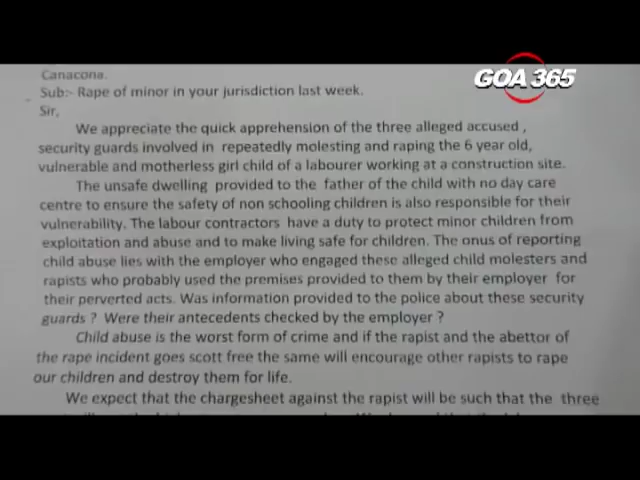 GOA 365
Canacona.
Sub:- Rape of minor in your jurisdiction last week.
Sir,
We appreciate the quick apprehension of the three alleged accused ,
security guards involved in repeatedly molesting and raping the 6 year old,
vulnerable and motherless girl child of a labourer working at a construction site.
The unsafe dwelling provided to the father of the child with no day care
centre to ensure the safety of non schooling children is also responsible for their
vulnerability. The labour contractors have a duty to protect minor children from
exploitation and abuse and to make living safe for children. The onus of reporting
child abuse lies with the employer who engaged these alleged child molesters and
rapists who probably used the premises provided to them by their employer for
their perverted acts. Was information provided to the police about these security
guards ? Were their antecedents checked by the employer ?
Child abuse is the worst form of crime and if the rapist and the abettor of
the rape incident goes scott free the same will encourage other rapists to rape
our children and destroy them for life.
We expect that the chargesheet against the rapist will be such that the three